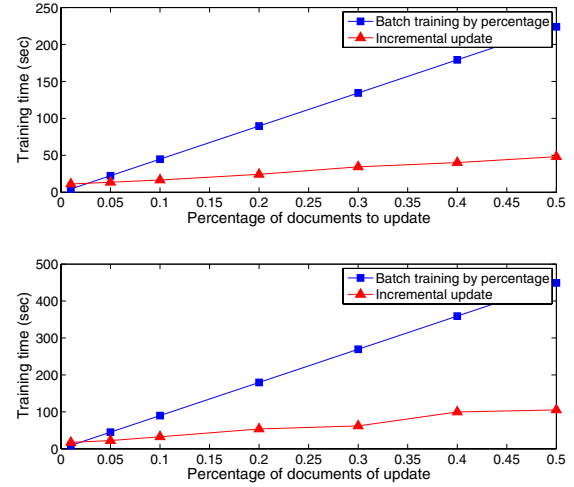 250
200
150
100
50
0
Training time (sec)
Batch training by percentage
Incremental update
0 0.05 0.1 0.15 0.2 0.25 0.3 0.35 0.4 0.45 0.5
Percentage of documents to update
500
400
300
200
100
0
Training time (sec)
Batch training by percentage
Incremental update
0 0.05 0.1 0.15 0.2 0.25 0.3 0.35 0.4 0.45 0.5
Percentage of documents of update